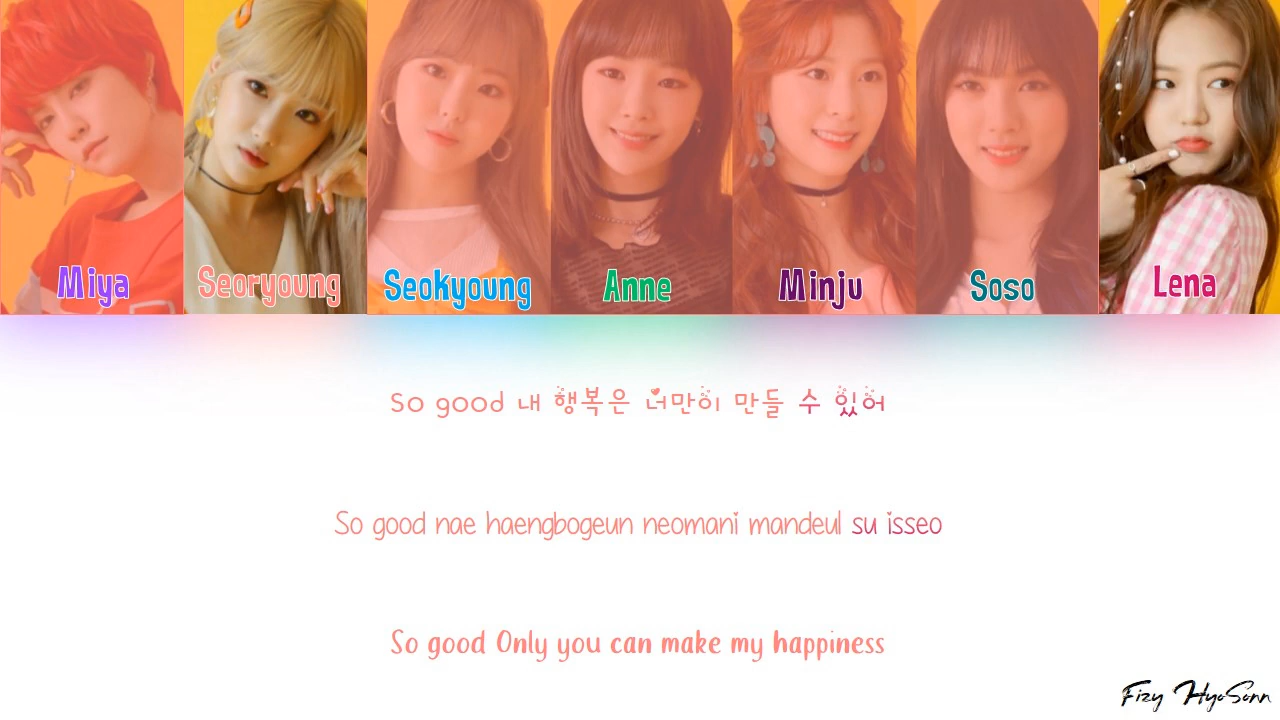 Miya Seoryoung Seokyoung Anne Minju Soso Lena
So good 내 행복은 너만이 만들 수 있어
So good nae haengbogeun neomani mandeul su isseo
So good Only you can make my happiness
Fizy HyoSonn